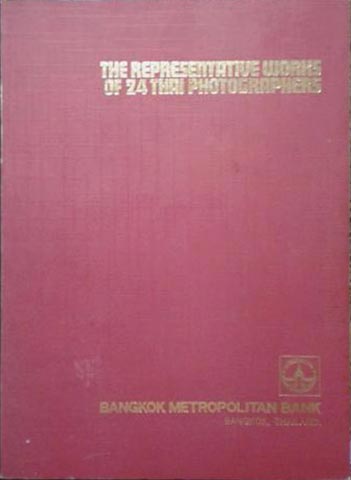 THE REPRESENTATIVE WORKS
OF 24 THAI PHOTOGRAPHERS
BANGKOK METROPOLITAN BANK
BANGKOK, THAILAND.